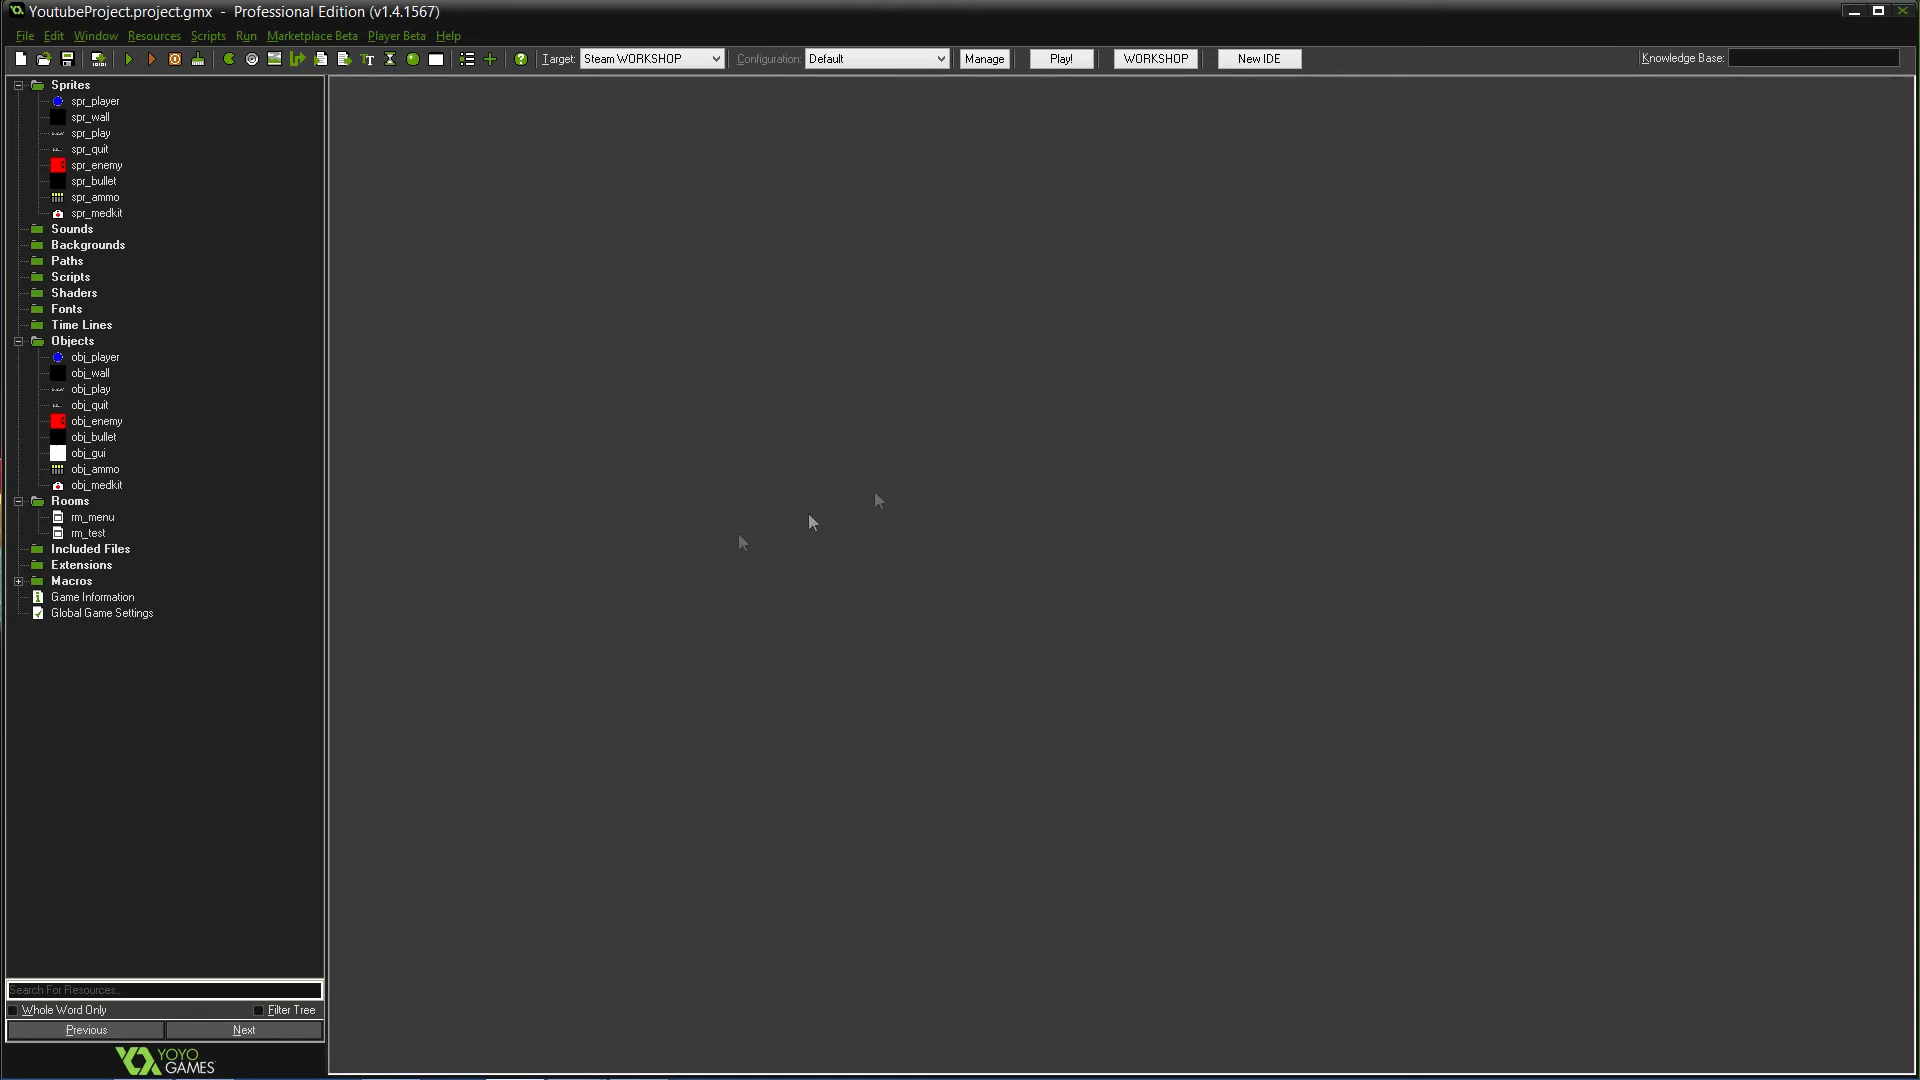 YoutubeProject.project.gmx - Professional Edition (v1.4.1567)
File Edit Window Resources Scripts Run Marketplace Beta Player Beta Help
Target: Steam WORKSHOP Configuration: Default Manage Play! WORKSHOP New IDE Knowledge Base:
Sprites
spr_player
spr_wall
spr_play
spr_quit
spr_enemy
spr_bullet
spr_ammo
spr_medkit
Sounds
Backgrounds
Paths
Scripts
Shaders
Fonts
Time Lines
Objects
obj_player
obj_wall
obj_play
obj_quit
obj_enemy
obj_bullet
obj_gui
obj_ammo
obj_medkit
Rooms
rm_menu
rm_test
Included Files
Extensions
Macros
Game Information
Global Game Settings
Search For Resources...
Whole Word Only Filter Tree
Previous Next
YOYO
GAMES